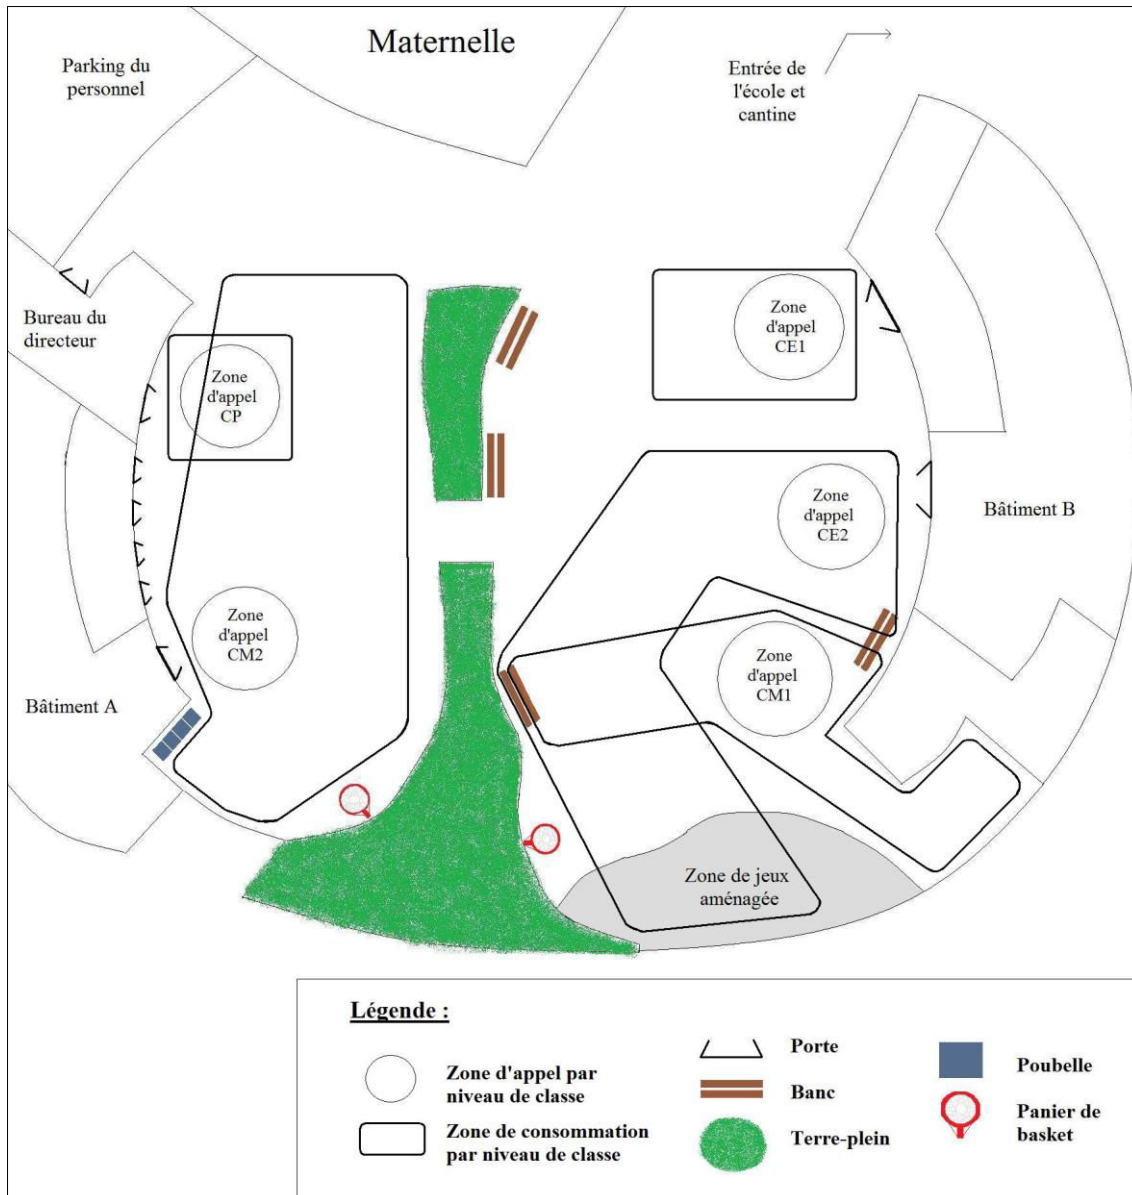 Maternelle
Parking du
personnel
Entrée de
l'école et
cantine
Bureau du
directeur
Zone
d'appel
CP
Zone
d'appel
CE1
Zone
d'appel
CE2
Bâtiment B
Zone
d'appel
CM2
Zone
d'appel
CM1
Bâtiment A
Zone de jeux
aménagée
Légende :
Zone d'appel par
niveau de classe
Zone de consommation
par niveau de classe
Porte
Banc
Terre-plein
Poubelle
Panier de
basket